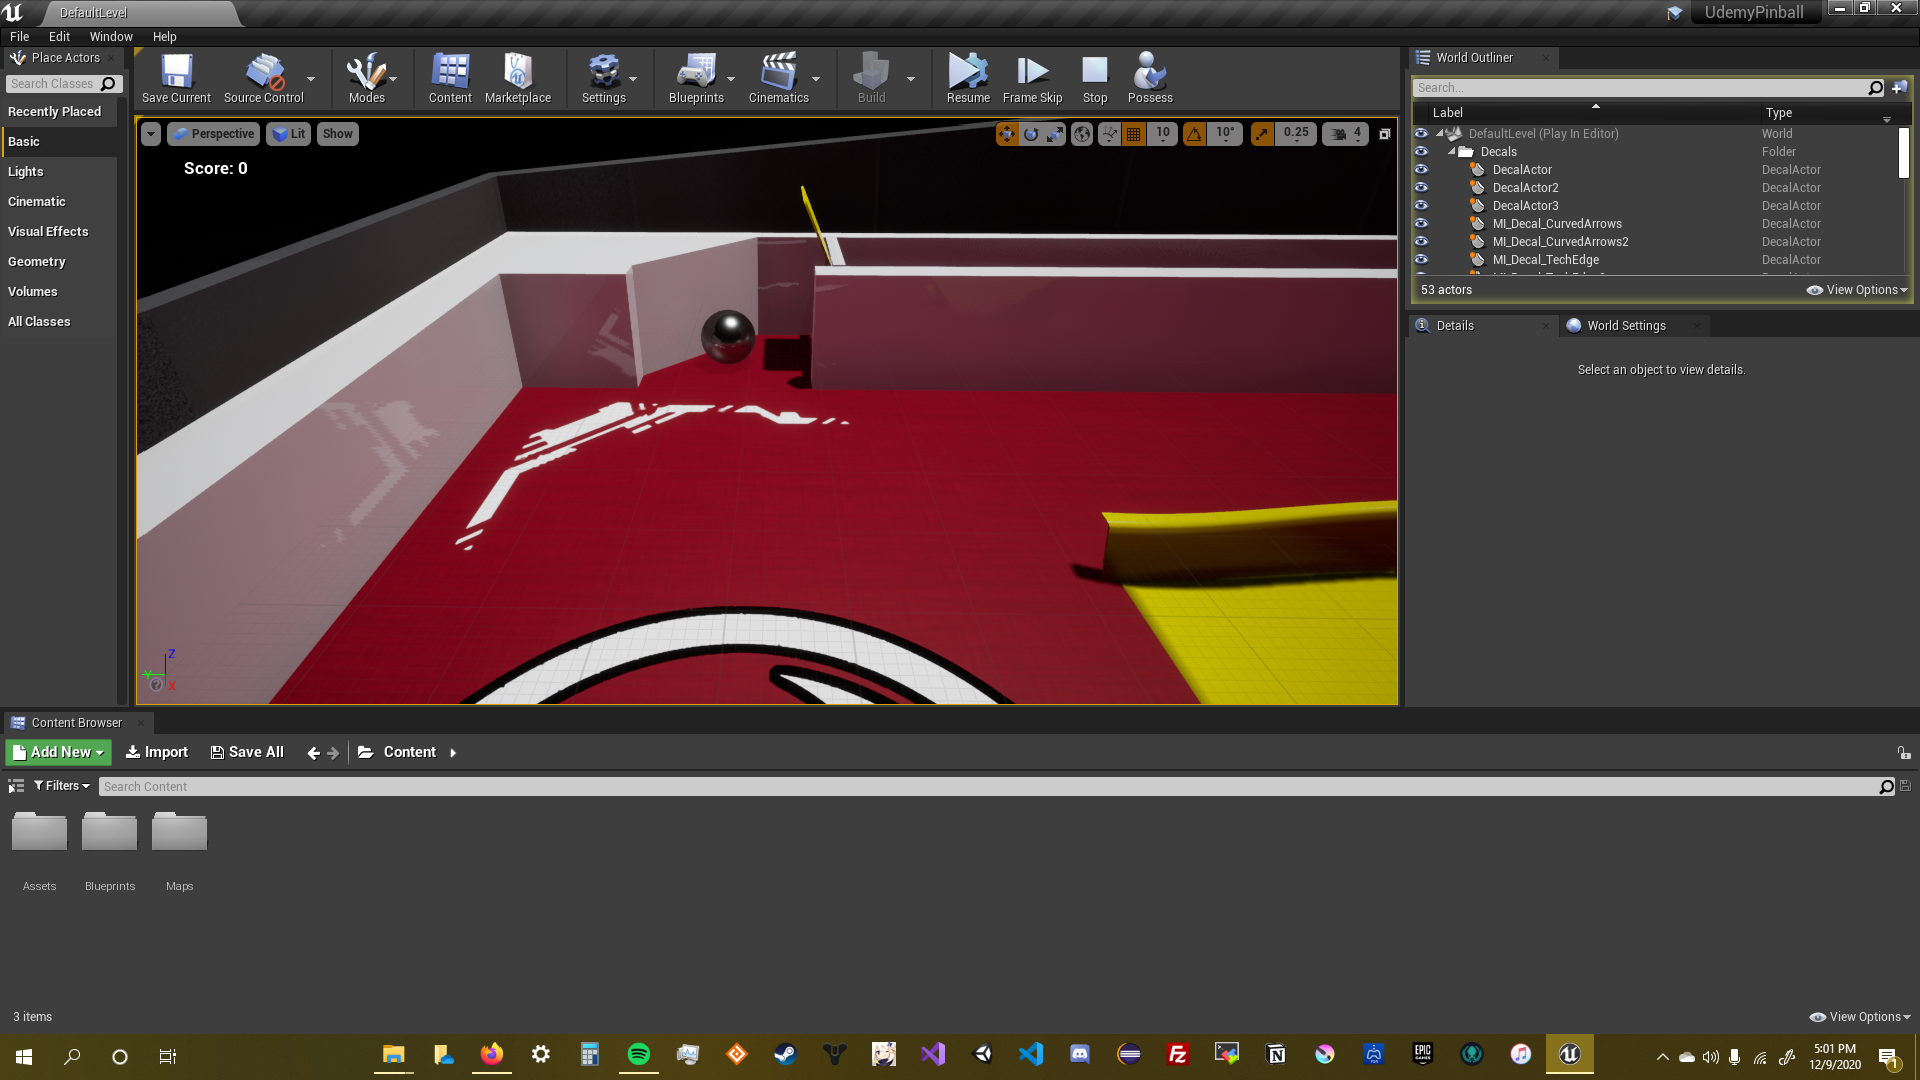 DefaultLevel
UdemyPinball
File Edit Window Help
Place Actors
Search Classes
Recently Placed
Basic
Lights
Cinematic
Visual Effects
Geometry
Volumes
All Classes
Save Current Source Control Modes Content Marketplace Settings Blueprints Cinematics Build Resume Frame Skip Stop Possess
Perspective Lit Show 10 10° 0.25 4
Score: 0
Z
Y
X
World Outliner
Search...
Label Type
DefaultLevel (Play In Editor) World
Decals Folder
DecalActor DecalActor
DecalActor2 DecalActor
DecalActor3 DecalActor
MI_Decal_CurvedArrows DecalActor
MI_Decal_CurvedArrows2 DecalActor
MI_Decal_TechEdge DecalActor
53 actors View Options
Details World Settings
Select an object to view details.
Content Browser
Add New Import Save All Content
Filters Search Content
Assets Blueprints Maps
3 items View Options
EPIC
GAMES
5:01 PM
12/9/2020
1